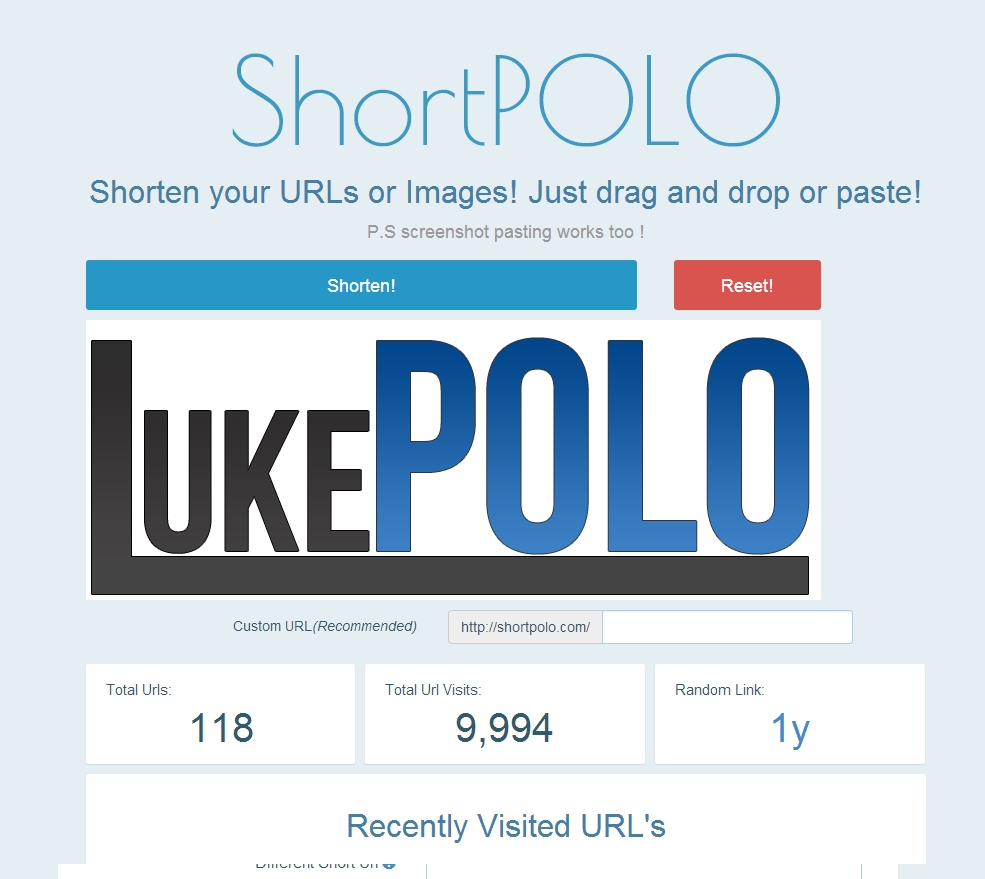 ShortPOLO
Shorten your URLs or Images! Just drag and drop or paste!
P.S screenshot pasting works too !
Shorten! Reset!
LUKEPOLO
Custom URL(Recommended) http://shortpolo.com/
Total Urls: Total Url Visits: Random Link:
118 9,994 1y
Recently Visited URL's
Different Short Url